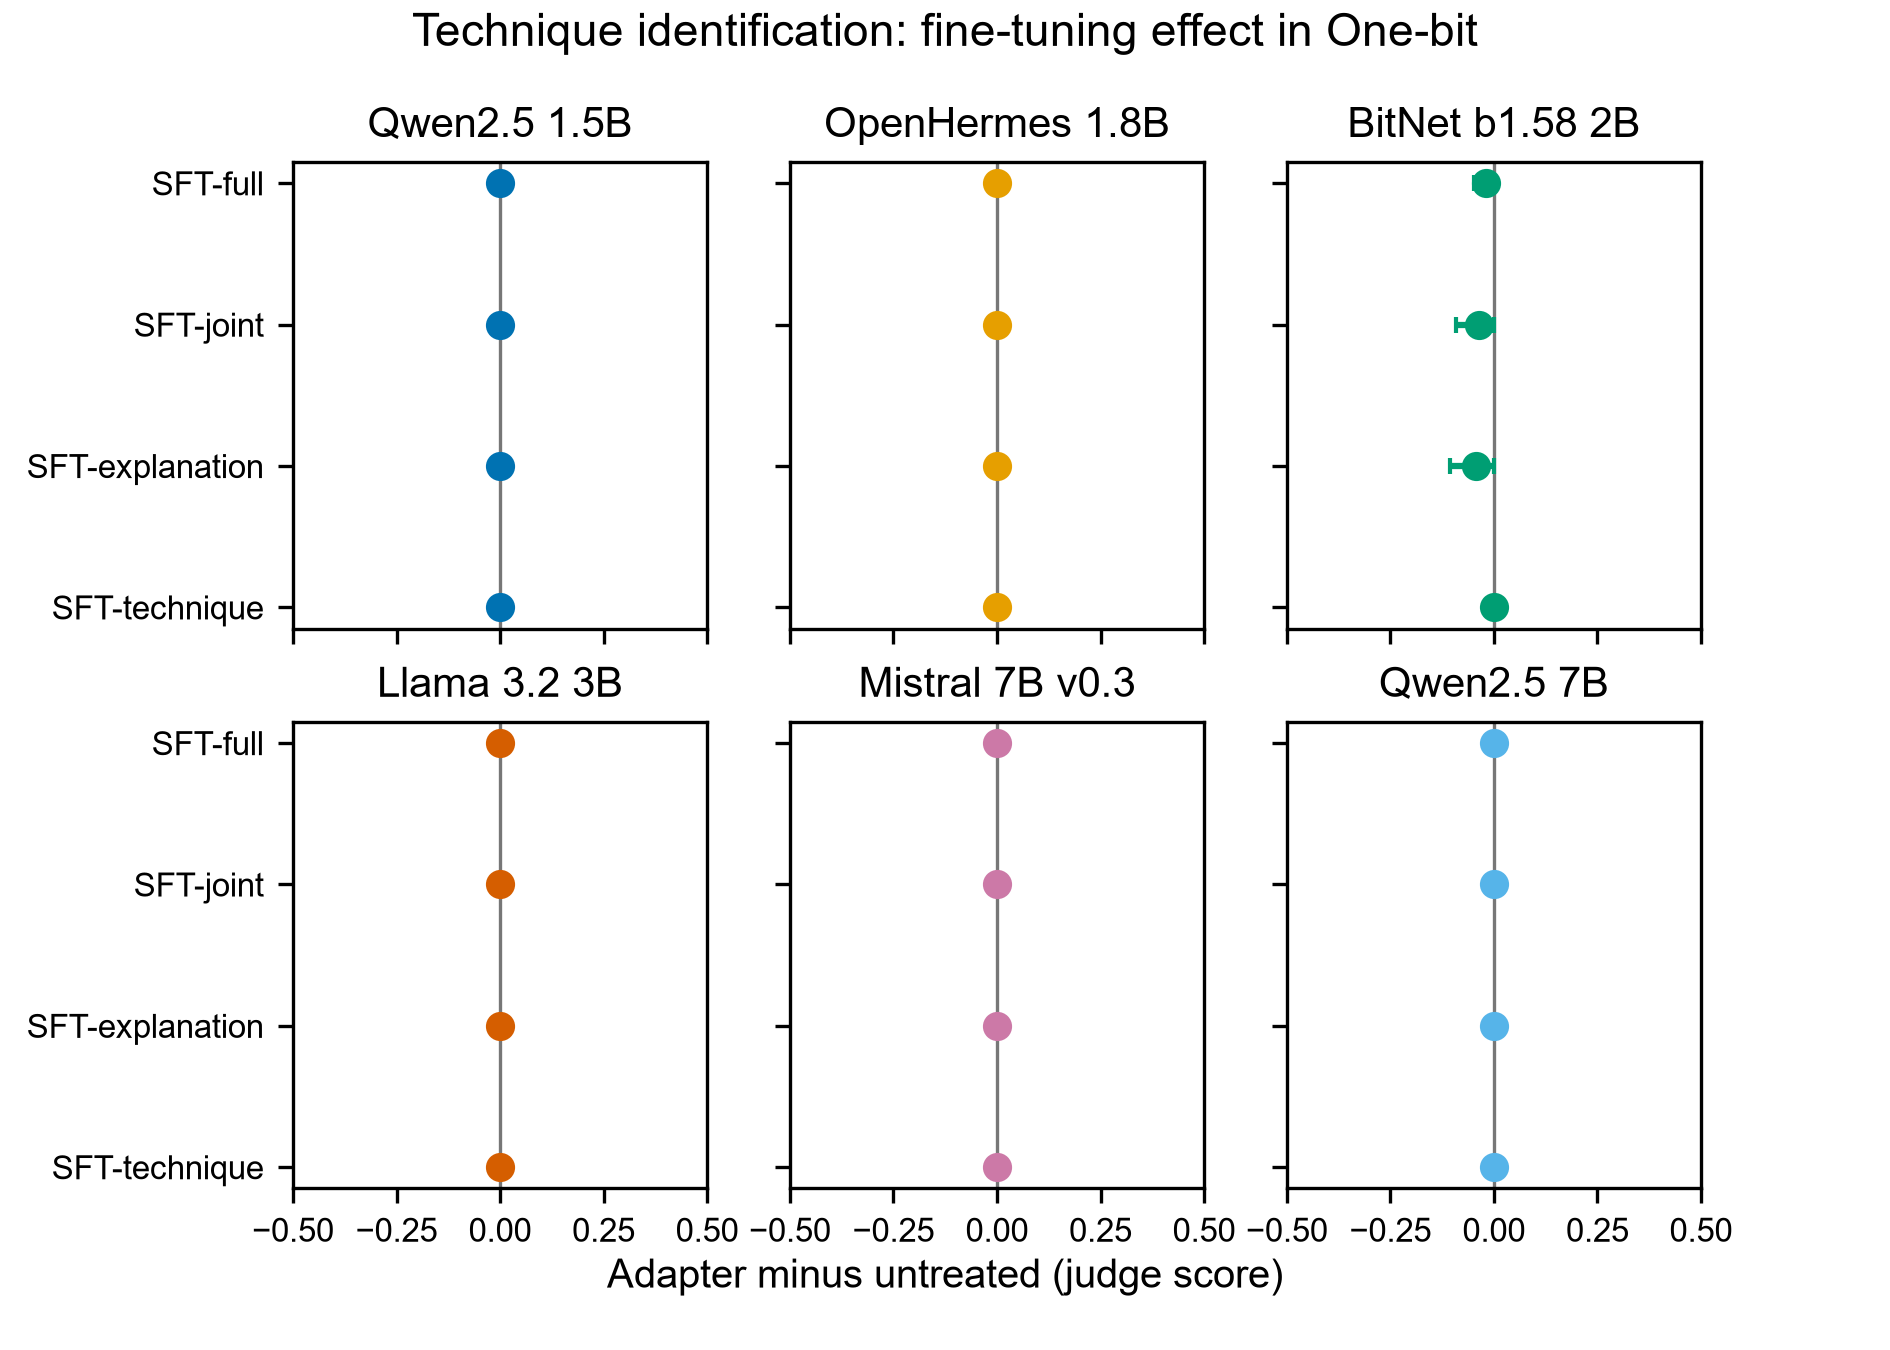 Technique identification: fine-tuning effect in One-bit
Qwen2.5 1.5B
OpenHermes 1.8B
BitNet b1.58 2B
SFT-full
SFT-joint
SFT-explanation
SFT-technique
Llama 3.2 3B
Mistral 7B v0.3
Qwen2.5 7B
SFT-full
SFT-joint
SFT-explanation
SFT-technique
−0.50 −0.25 0.00 0.25 0.50 −0.50 −0.25 0.00 0.25 0.50 −0.50 −0.25 0.00 0.25 0.50
Adapter minus untreated (judge score)